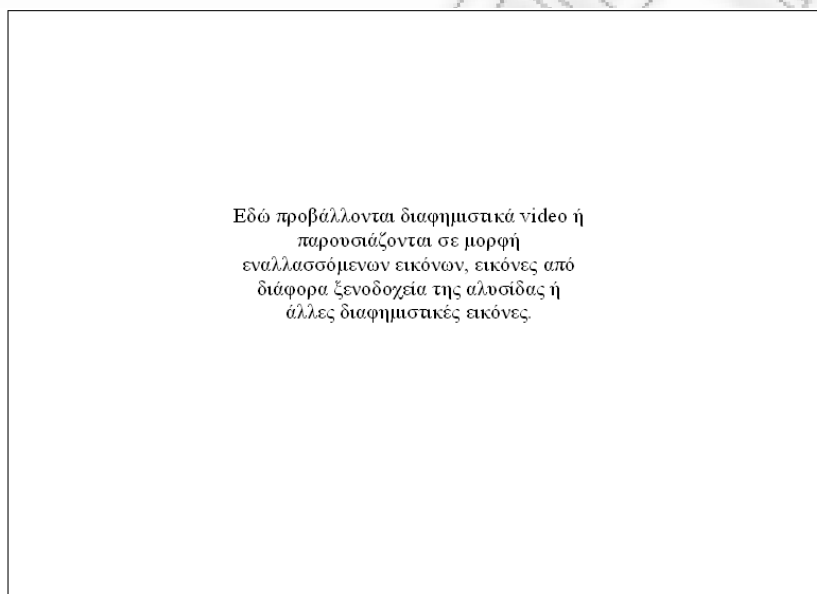 Εδώ προβάλλονται διαφημιστικά video ή
παρουσιάζονται σε μορφή
εναλλασσόμενων εικόνων, εικόνες από
διάφορα ξενοδοχεία της αλυσίδας ή
άλλες διαφημιστικές εικόνες.